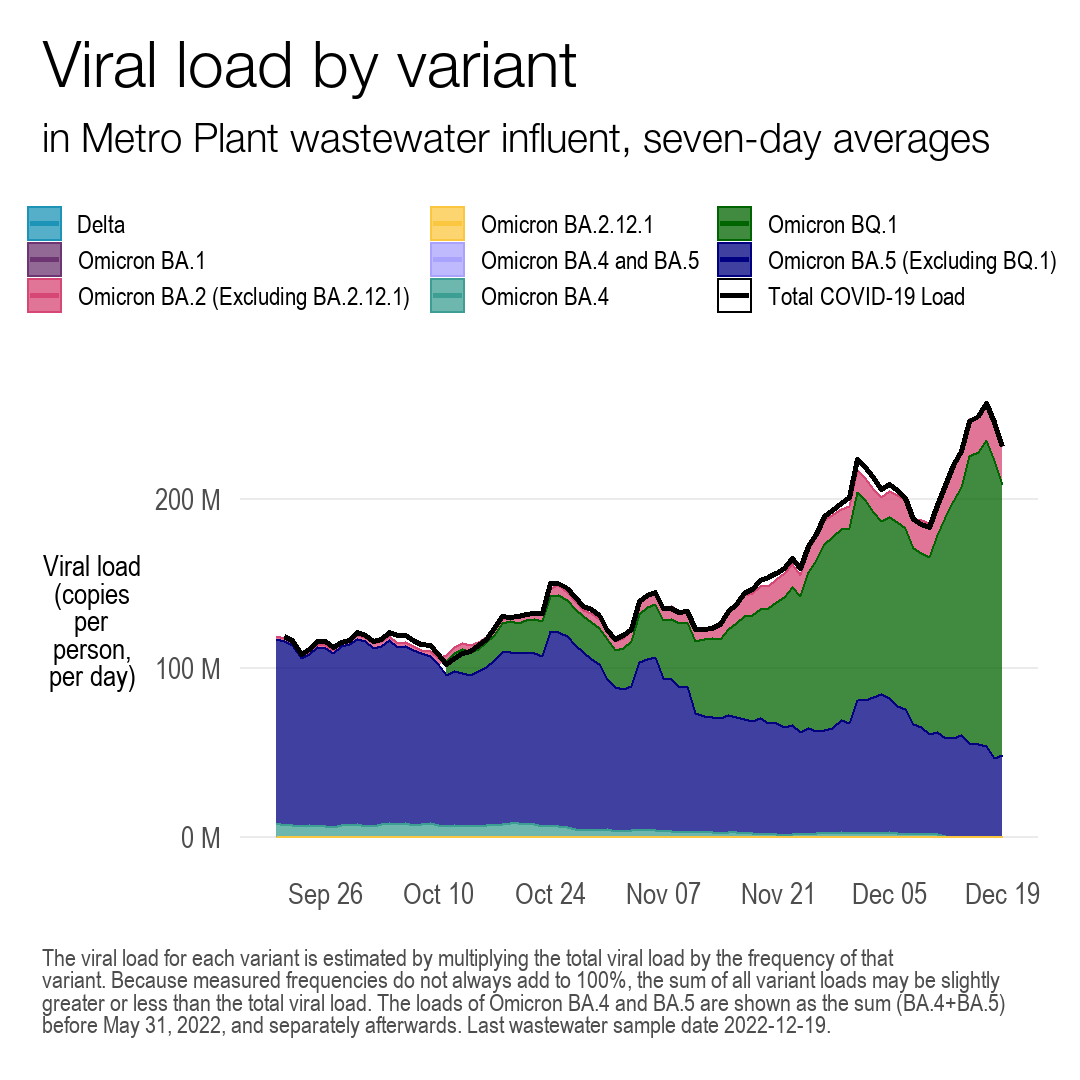 Viral load by variant
in Metro Plant wastewater influent, seven-day averages
Delta
Omicron BA.1
Omicron BA.2 (Excluding BA.2.12.1)
Omicron BA.2.12.1
Omicron BA.4 and BA.5
Omicron BA.4
Omicron BQ.1
Omicron BA.5 (Excluding BQ.1)
Total COVID-19 Load
Viral load
(copies
per
person,
per day)
200 M
100 M
0 M
Sep 26
Oct 10
Oct 24
Nov 07
Nov 21
Dec 05
Dec 19
The viral load for each variant is estimated by multiplying the total viral load by the frequency of that
variant. Because measured frequencies do not always add to 100%, the sum of all variant loads may be slightly
greater or less than the total viral load. The loads of Omicron BA.4 and BA.5 are shown as the sum (BA.4+BA.5)
before May 31, 2022, and separately afterwards. Last wastewater sample date 2022-12-19.